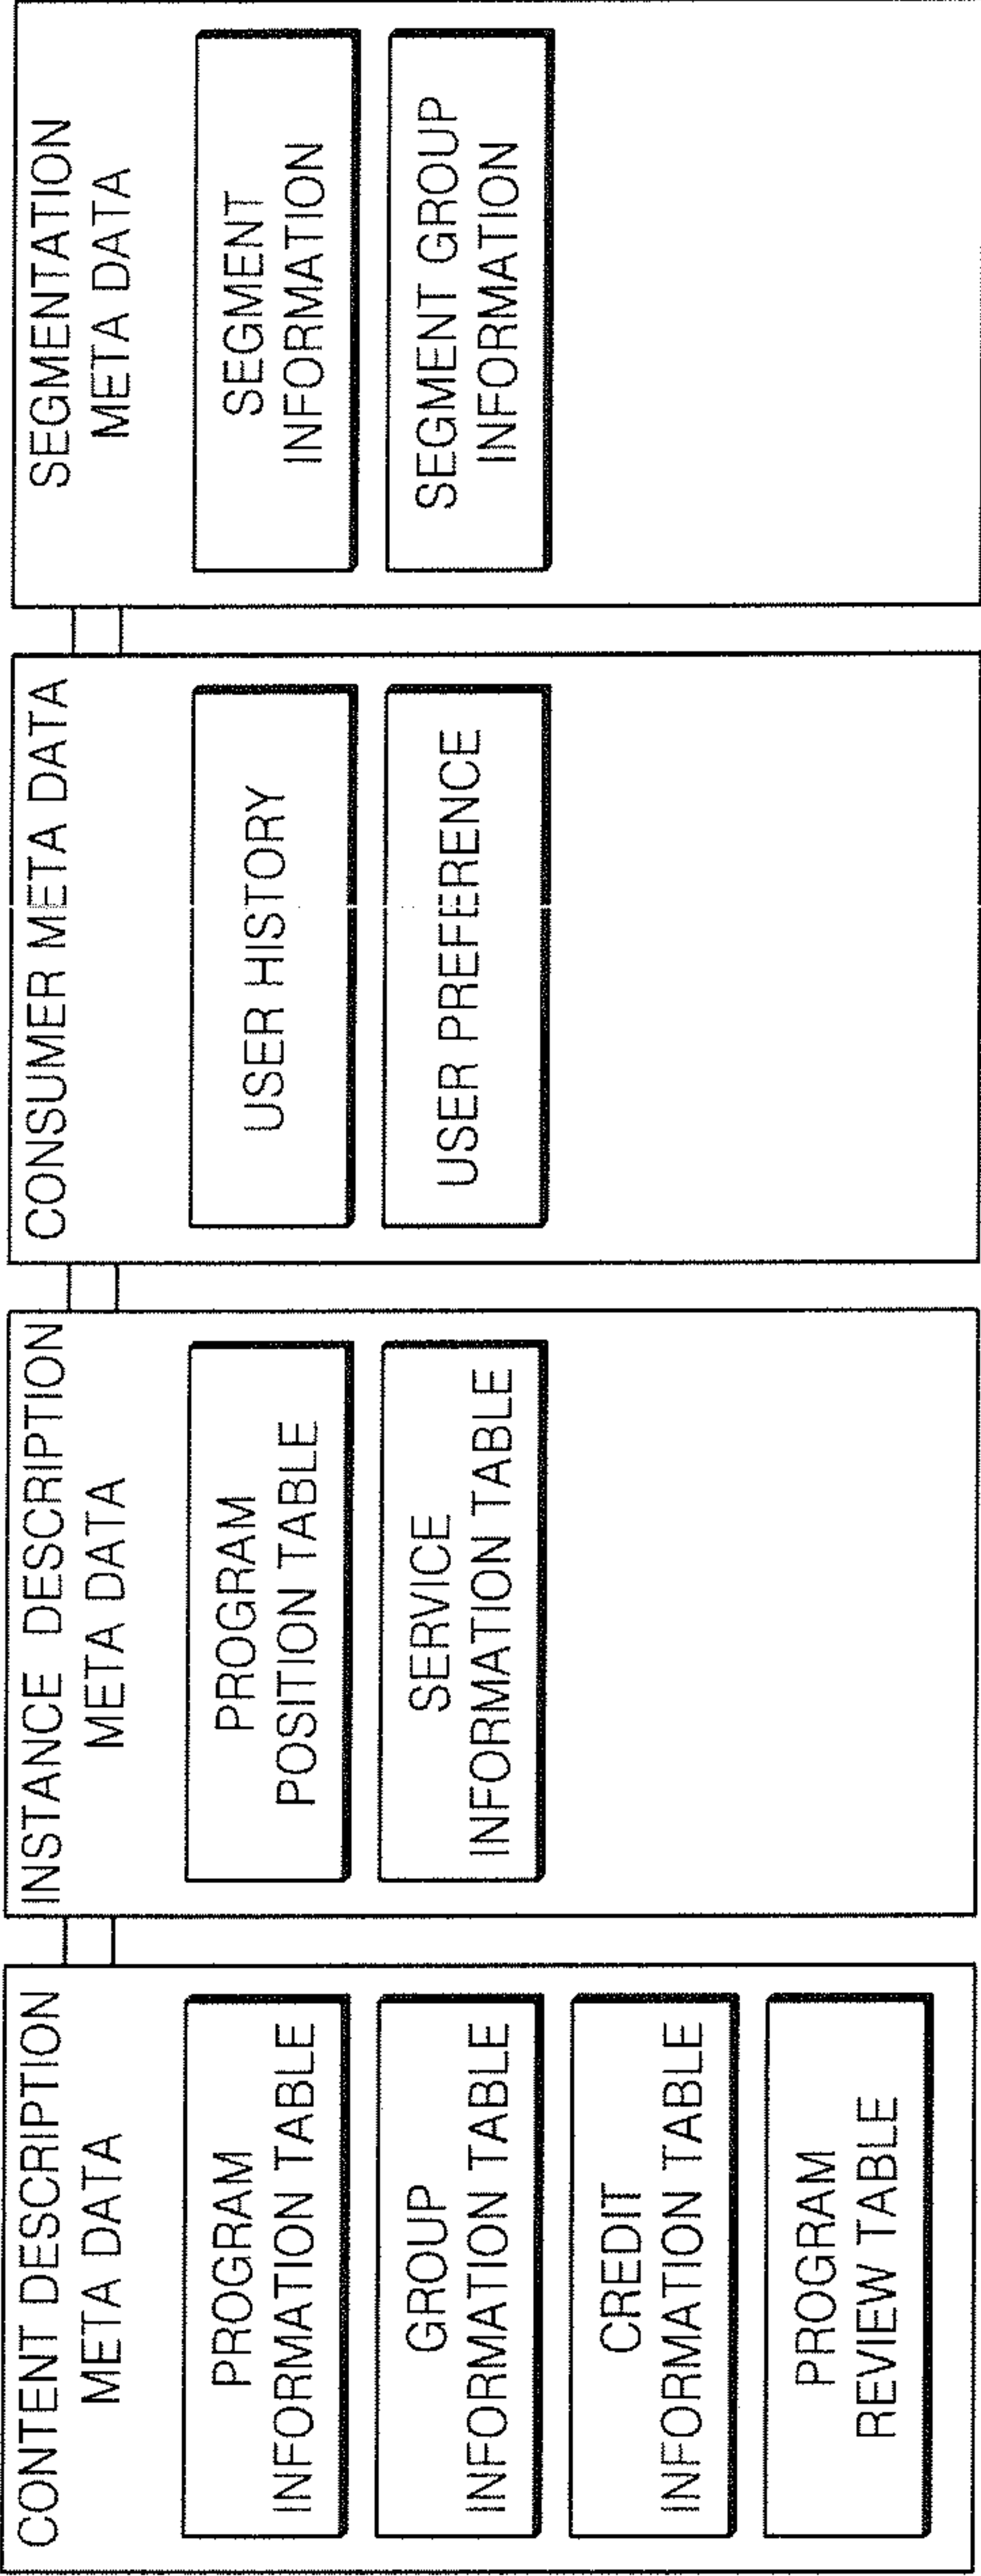 CONTENT DESCRIPTION
META DATA
PROGRAM
INFORMATION TABLE
GROUP
INFORMATION TABLE
CREDIT
INFORMATION TABLE
PROGRAM
REVIEW TABLE
INSTANCE DESCRIPTION
META DATA
PROGRAM
POSITION TABLE
SERVICE
INFORMATION TABLE
CONSUMER META DATA
USER HISTORY
USER PREFERENCE
SEGMENTATION
META DATA
SEGMENT
INFORMATION
SEGMENT GROUP
INFORMATION